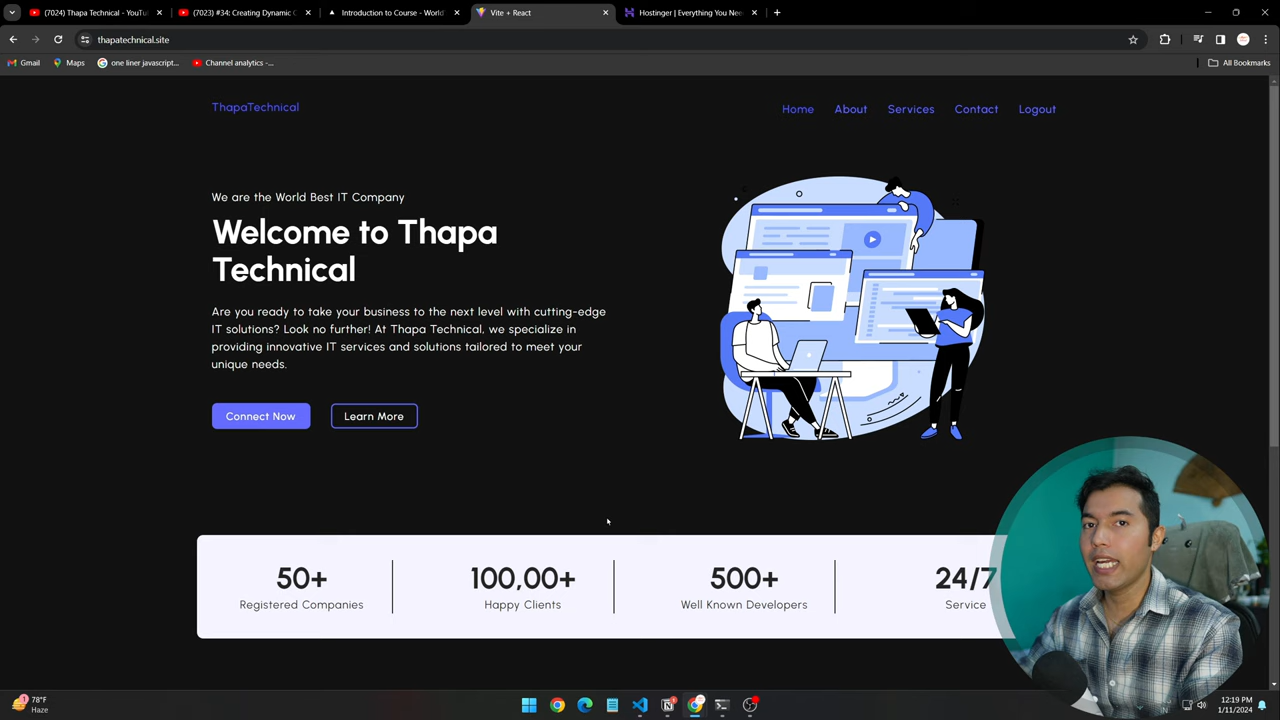 (7024) Thapa Technical - YouTu
(7023) #34: Creating Dynamic C
Introduction to Course - World'
Vite + React
Hostinger | Everything You Nee
thapatechnical.site
Gmail
Maps
one liner javascript...
Channel analytics -...
All Bookmarks
ThapaTechnical
Home
About
Services
Contact
Logout
We are the World Best IT Company
Welcome to Thapa
Technical
Are you ready to take your business to the next level with cutting-edge
IT solutions? Look no further! At Thapa Technical, we specialize in
providing innovative IT services and solutions tailored to meet your
unique needs.
Connect Now
Learn More
50+
Registered Companies
100,00+
Happy Clients
500+
Well Known Developers
24/7
Service
78°F
Haze
12:19 PM
1/11/2024